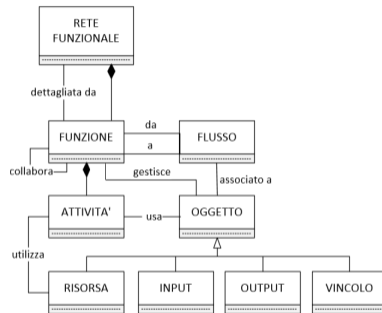 RETE
FUNZIONALE
dettagliata da
da
FUNZIONE
FLUSSO
a
collabora
gestisce
associato a
ATTIVITA'
usa
OGGETTO
utilizza
RISORSA
INPUT
OUTPUT
VINCOLO